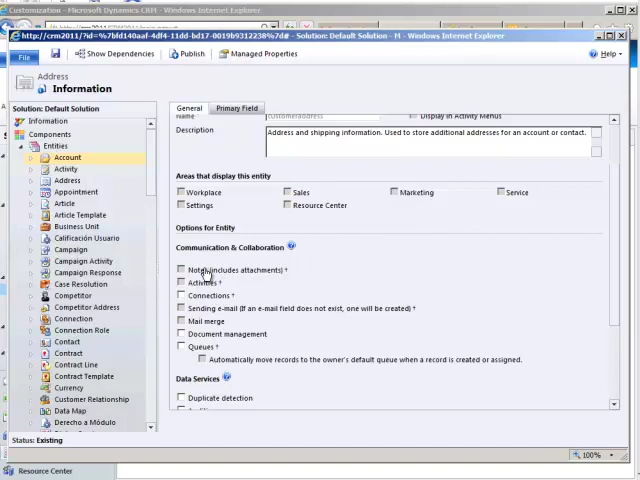 Customization - Microsoft Dynamics CRM
http://crm2011/?id=%7bfd140aaf-4df4-11dd-bd17-0019b9312238%7d# - Solution: Default Solution - M - Windows Internet Explorer
File Show Dependencies Publish Managed Properties Help
Address
Information
Solution: Default Solution
Information
Components
Entities
Account
Activity
Address
Appointment
Article
Article Template
Business Unit
Calificación Usuario
Campaign
Campaign Activity
Campaign Response
Case Resolution
Competitor
Competitor Address
Connection
Connection Role
Contact
Contract
Contract Line
Contract Template
Currency
Customer Relationship
Data Map
Derecho a Módulo
General Primary Field
Name customeraddress Display in Activity Menus
Description Address and shipping information. Used to store additional addresses for an account or contact.
Areas that display this entity
Workplace Sales Marketing Service
Settings Resource Center
Options for Entity
Communication & Collaboration
Notes (includes attachments) †
Activities †
Connections †
Sending e-mail (If an e-mail field does not exist, one will be created) †
Mail merge
Document management
Queues †
Automatically move records to the owner's default queue when a record is created or assigned.
Data Services
Duplicate detection
Status: Existing
100%
Resource Center